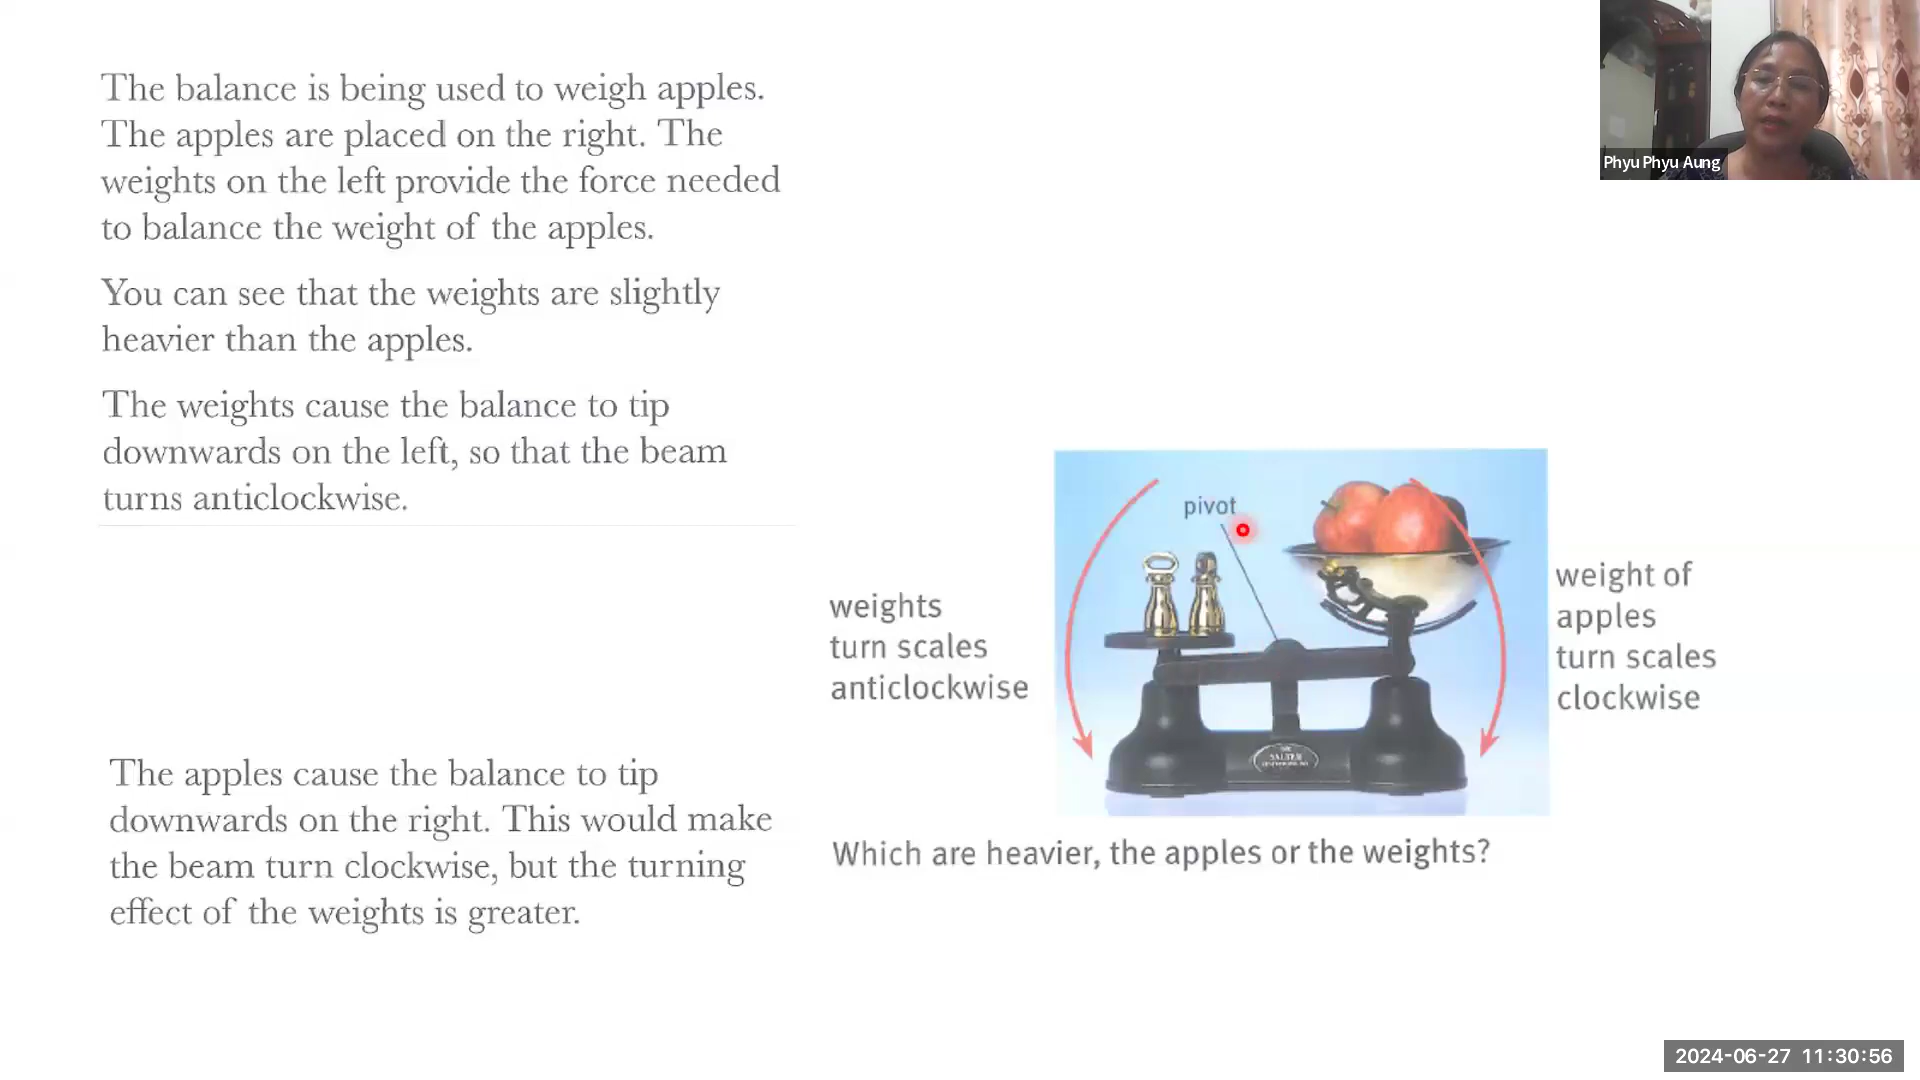 The balance is being used to weigh apples.
The apples are placed on the right. The
weights on the left provide the force needed
to balance the weight of the apples.
You can see that the weights are slightly
heavier than the apples.
The weights cause the balance to tip
downwards on the left, so that the beam
turns anticlockwise.
The apples cause the balance to tip
downwards on the right. This would make
the beam turn clockwise, but the turning
effect of the weights is greater.
weights
turn scales
anticlockwise
pivot
SALTER
weight of
apples
turn scales
clockwise
Which are heavier, the apples or the weights?
Phyu Phyu Aung
2024-06-27 11:30:56